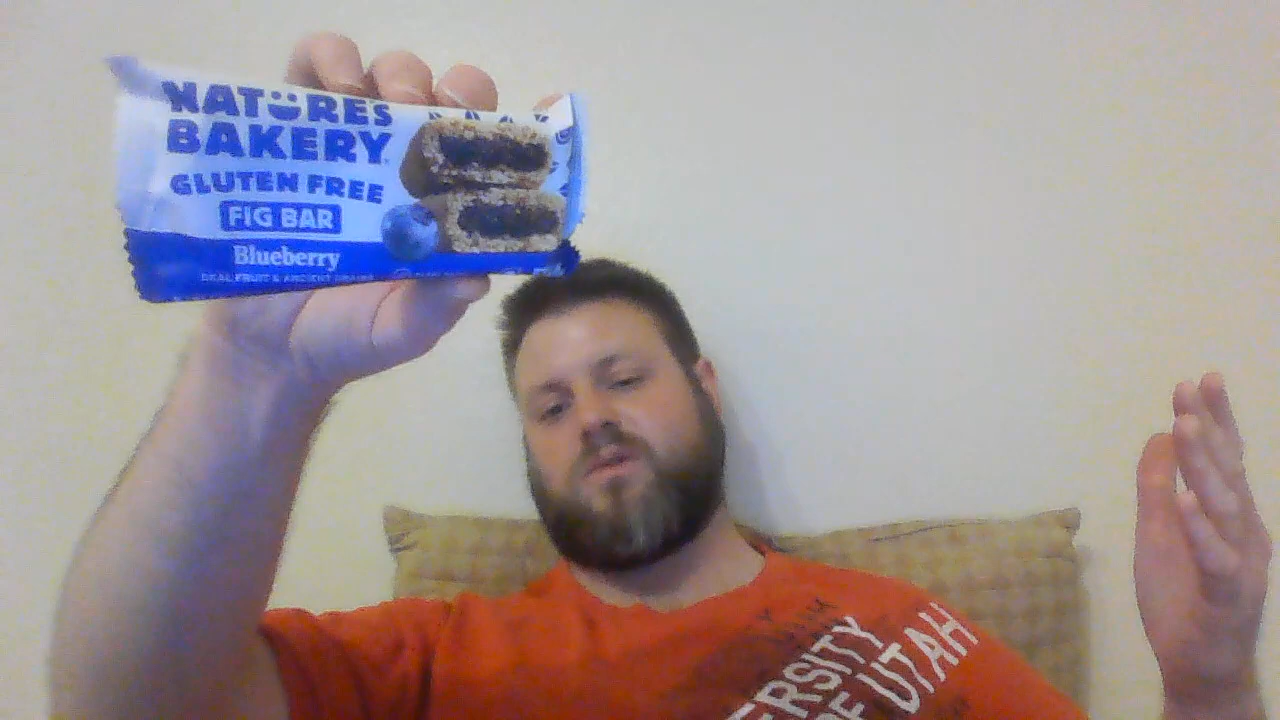 NATURE'S
BAKERY
GLUTEN FREE
FIG BAR
Blueberry
REAL FRUIT & ANCIENT GRAINS
ERSITY
OF UTAH